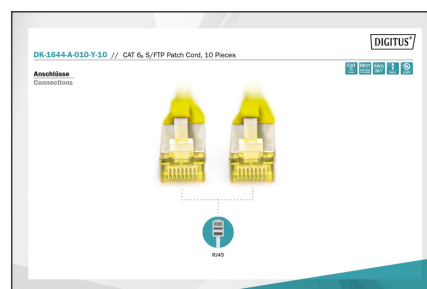 DIGITUS®
DK-1644-A-010-Y-10 // CAT 6A S/FTP Patch Cord, 10 Pieces
Anschlüsse
Connections
RJ45